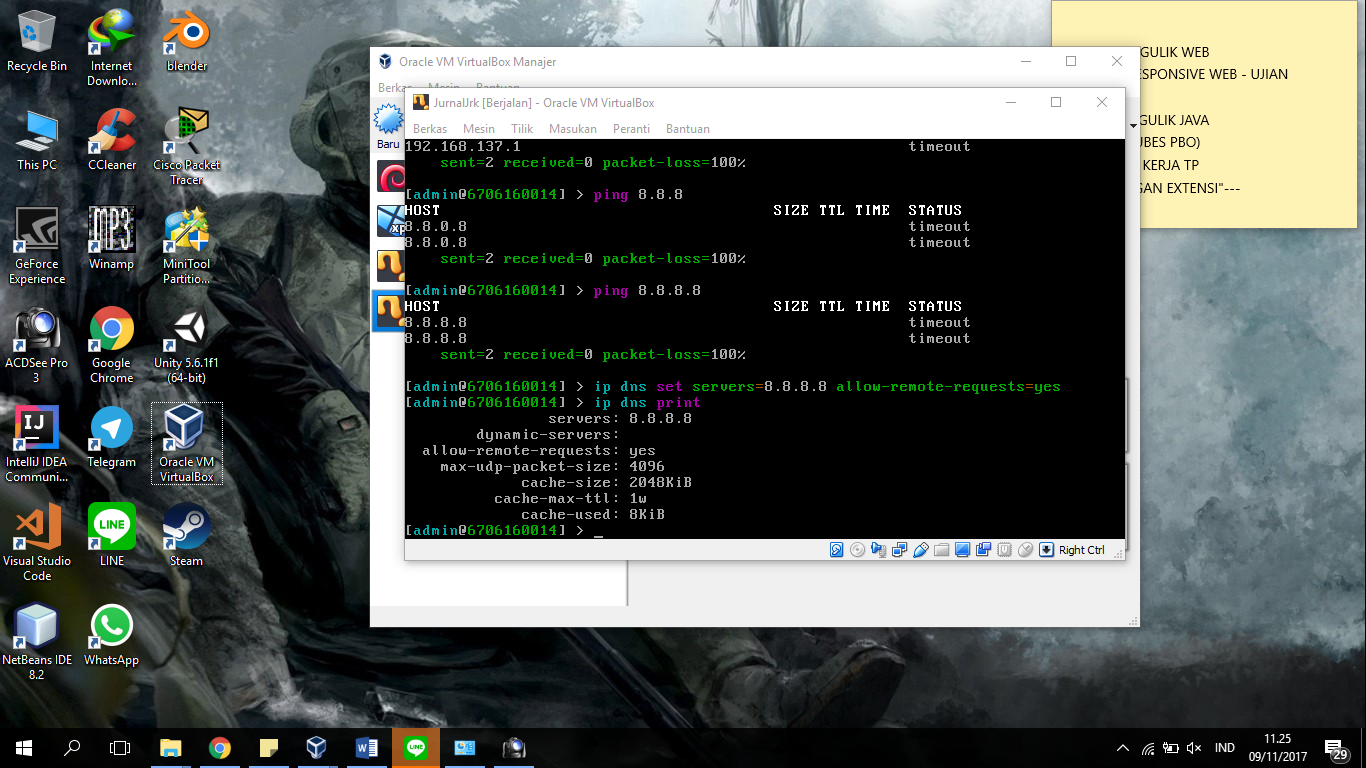 Recycle Bin
Internet Downlo...
blender
This PC
CCleaner
Cisco Packet Tracer
GeForce Experience
MP3
Winamp
MiniTool Partitio...
ACDSee Pro 3
Google Chrome
Unity 5.6.1f1 (64-bit)
IJ
IntelliJ IDEA Communi...
Telegram
Oracle VM VirtualBox
Visual Studio Code
LINE
LINE
Steam
NetBeans IDE 8.2
WhatsApp
Oracle VM VirtualBox Manajer
Berkas Mesin Bantuan
Baru
xp
JurnalJrk [Berjalan] - Oracle VM VirtualBox
Berkas Mesin Tilik Masukan Peranti Bantuan
192.168.137.1 timeout
sent=2 received=0 packet-loss=100%
[admin@6706160014] > ping 8.8.8
HOST SIZE TTL TIME STATUS
8.8.0.8 timeout
8.8.0.8 timeout
sent=2 received=0 packet-loss=100%
[admin@6706160014] > ping 8.8.8.8
HOST SIZE TTL TIME STATUS
8.8.8.8 timeout
8.8.8.8 timeout
sent=2 received=0 packet-loss=100%
[admin@6706160014] > ip dns set servers=8.8.8.8 allow-remote-requests=yes
[admin@6706160014] > ip dns print
servers: 8.8.8.8
dynamic-servers:
allow-remote-requests: yes
max-udp-packet-size: 4096
cache-size: 2048KiB
cache-max-ttl: 1w
cache-used: 8KiB
[admin@6706160014] > _
Right Ctrl
GULIK WEB
ESPONSIVE WEB - UJIAN
GULIK JAVA
UBES PBO)
KERJA TP
GAN EXTENSI"---
LINE
IND
11.25
09/11/2017
29